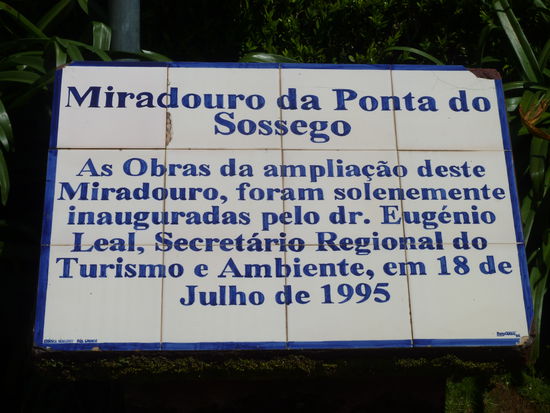 Miradouro da Ponta do
Sossego
As Obras da ampliação deste
Miradouro, foram solenemente
inauguradas pelo dr. Eugénio
Leal, Secretário Regional do
Turismo e Ambiente, em 18 de
Julho de 1995